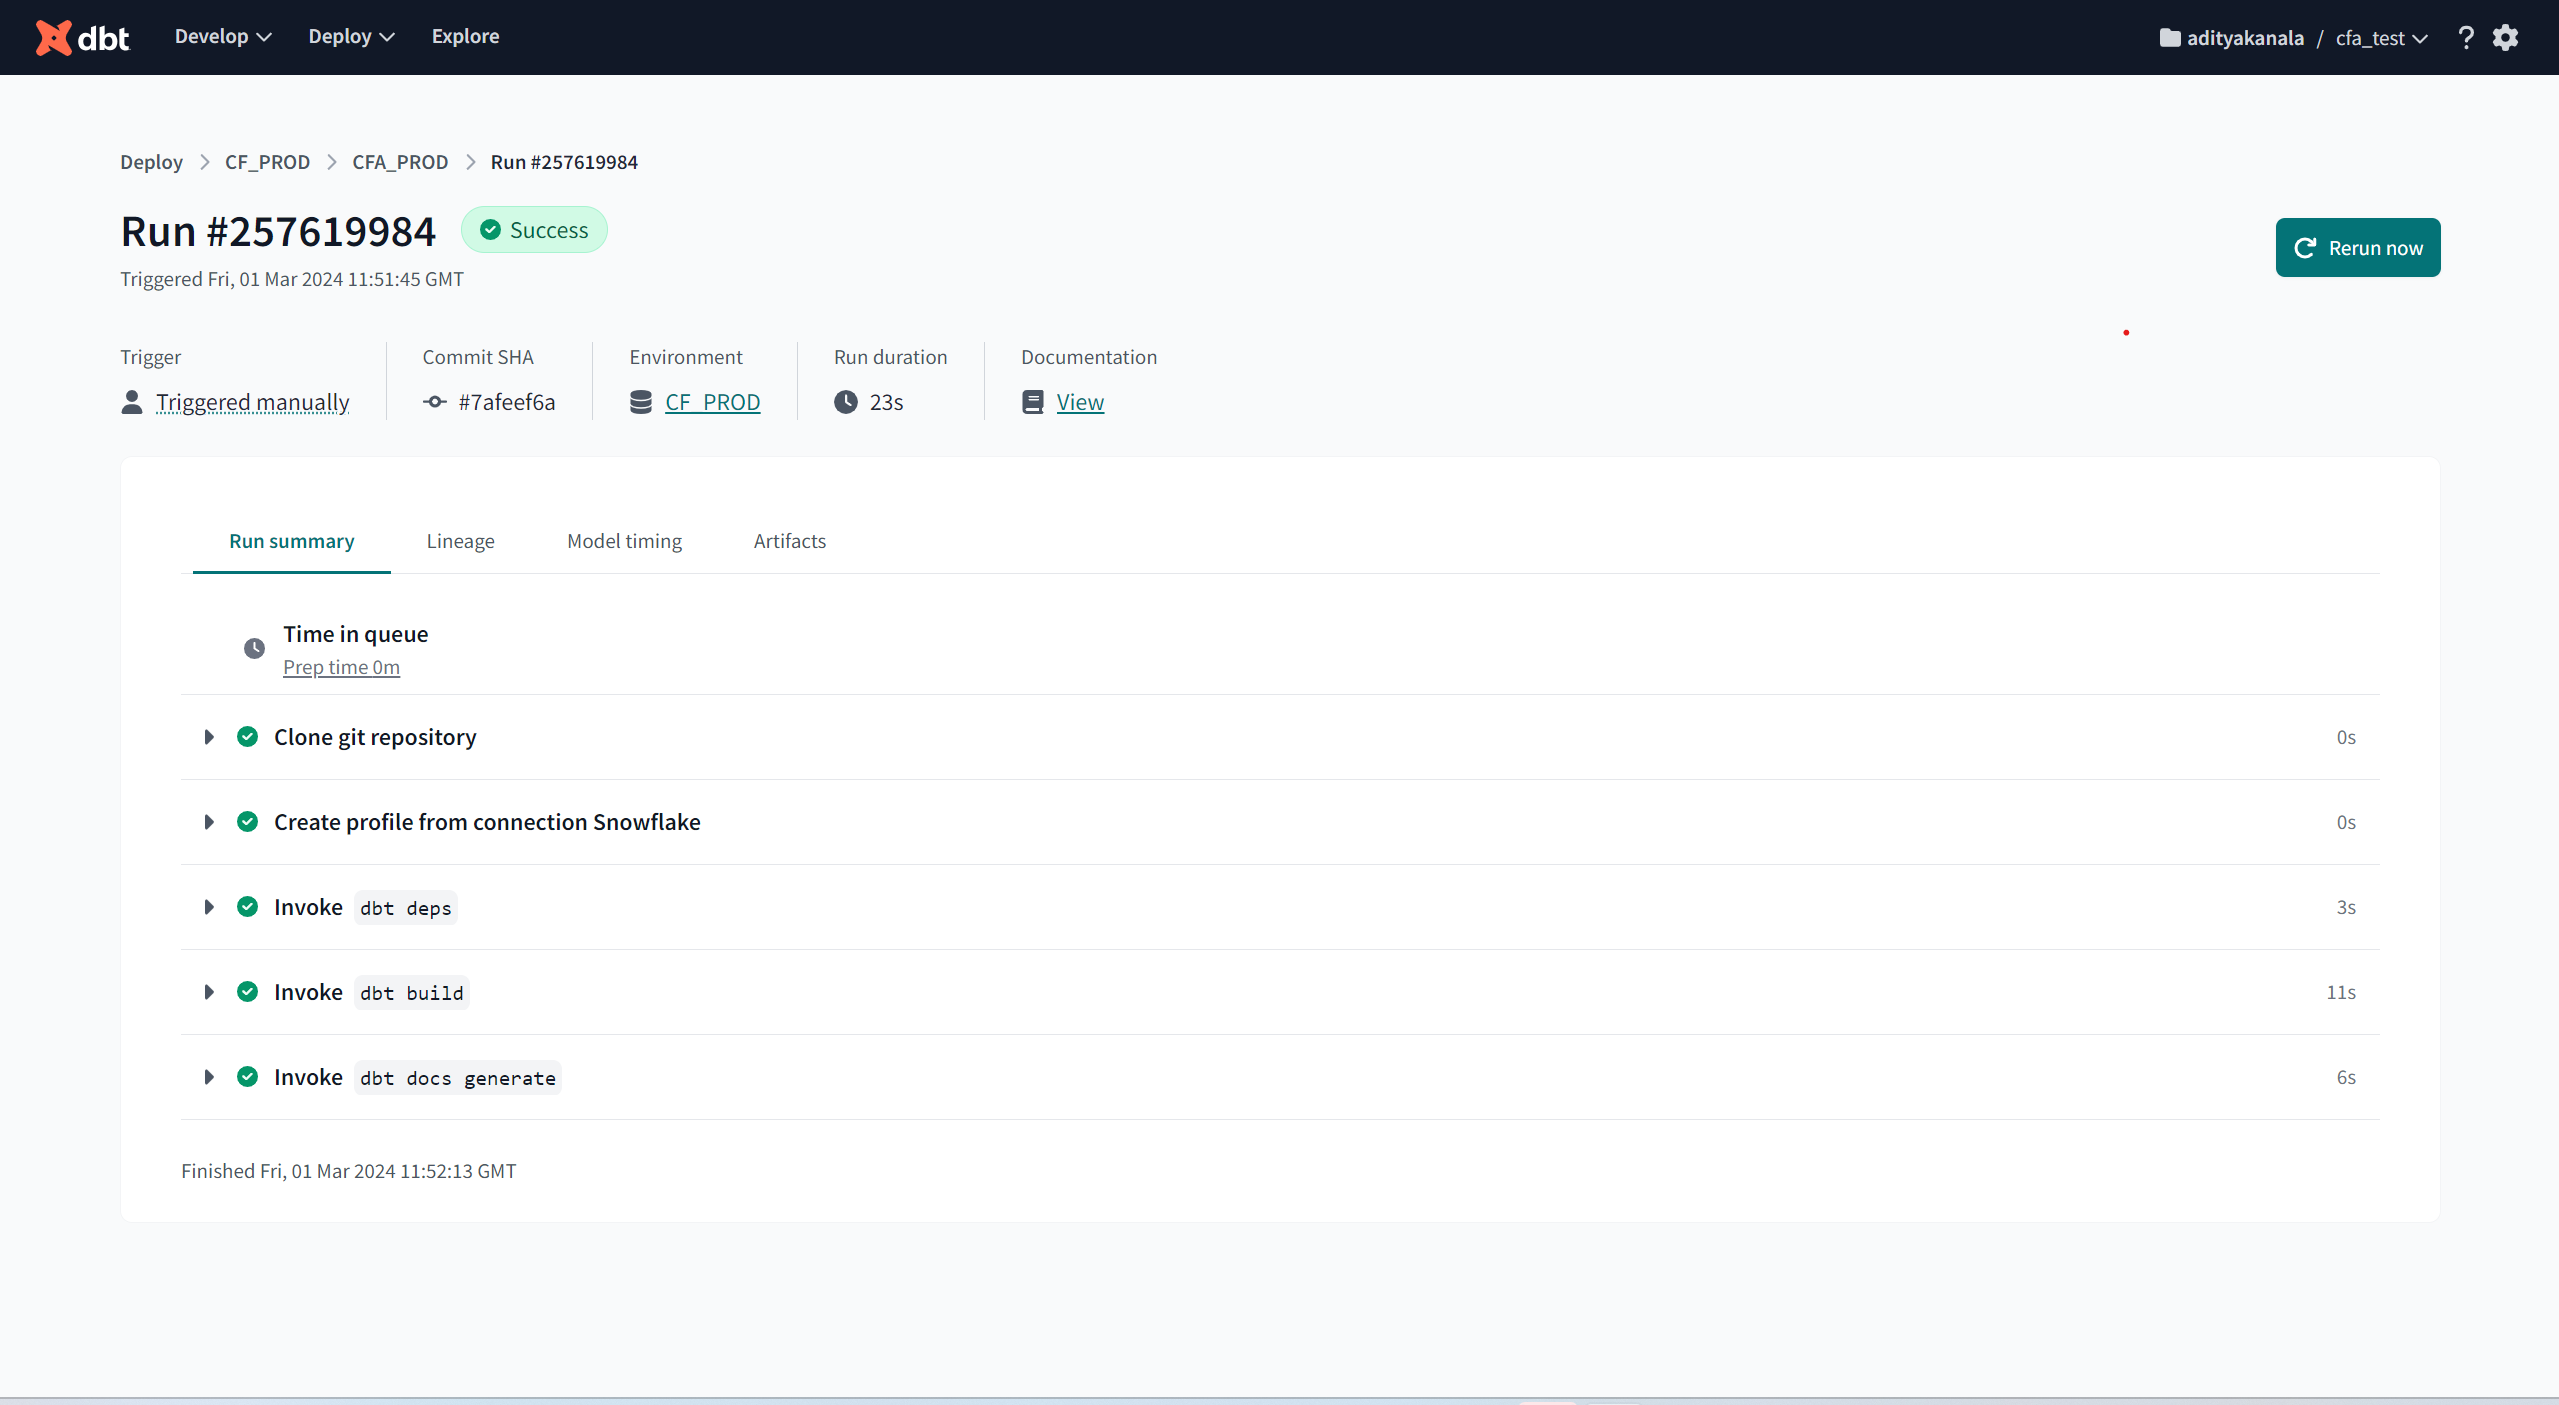 dbt Develop Deploy Explore adityakanala / cfa_test ?
Deploy > CF_PROD > CFA_PROD > Run #257619984
Run #257619984 Success
Rerun now
Triggered Fri, 01 Mar 2024 11:51:45 GMT
Trigger Commit SHA Environment Run duration Documentation
Triggered manually #7afeef6a CF_PROD 23s View
Run summary Lineage Model timing Artifacts
Time in queue
Prep time 0m
Clone git repository 0s
Create profile from connection Snowflake 0s
Invoke dbt deps 3s
Invoke dbt build 11s
Invoke dbt docs generate 6s
Finished Fri, 01 Mar 2024 11:52:13 GMT